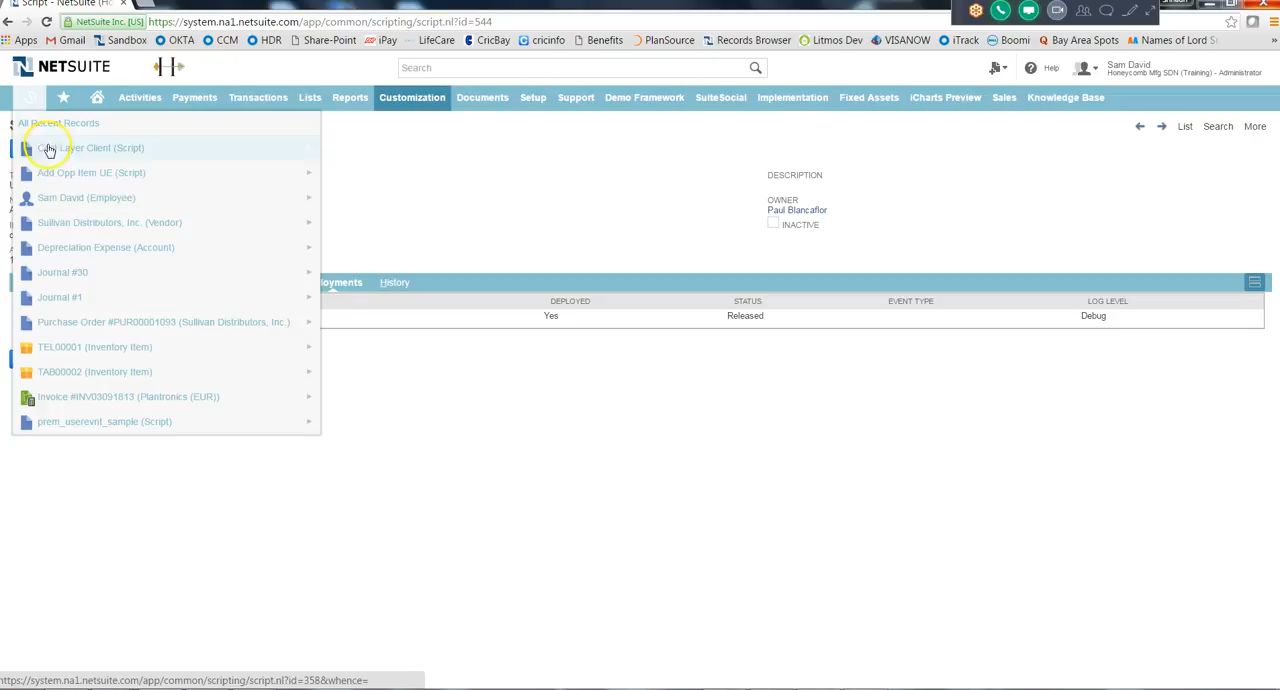 Script - NetSuite (Ho
NetSuite Inc. [US] https://system.na1.netsuite.com/app/common/scripting/script.nl?id=544
Apps Gmail Sandbox OKTA CCM HDR Share-Point iPay LifeCare CricBay cricinfo Benefits PlanSource Records Browser Litmos Dev VISANOW iTrack Boomi Bay Area Spots Names of Lord S »
NETSUITE H Search Help Sam David
Honeycomb Mfg SDN (Training) - Administrator
Activities Payments Transactions Lists Reports Customization Documents Setup Support Demo Framework SuiteSocial Implementation Fixed Assets iCharts Preview Sales Knowledge Base
All Recent Records
List Search More
Layer Client (Script)
Add Opp Item UE (Script)
Sam David (Employee)
Sullivan Distributors, Inc. (Vendor)
Depreciation Expense (Account)
Journal #30
Journal #1
Purchase Order #PUR00001093 (Sullivan Distributors, Inc.)
TEL00001 (Inventory Item)
TAB00002 (Inventory Item)
Invoice #INV03091813 (Plantronics (EUR))
prem_userevnt_sample (Script)
DESCRIPTION
OWNER
Paul Blancaflor
INACTIVE
loyments History
DEPLOYED STATUS EVENT TYPE LOG LEVEL
Yes Released Debug
https://system.na1.netsuite.com/app/common/scripting/script.nl?id=358&whence=